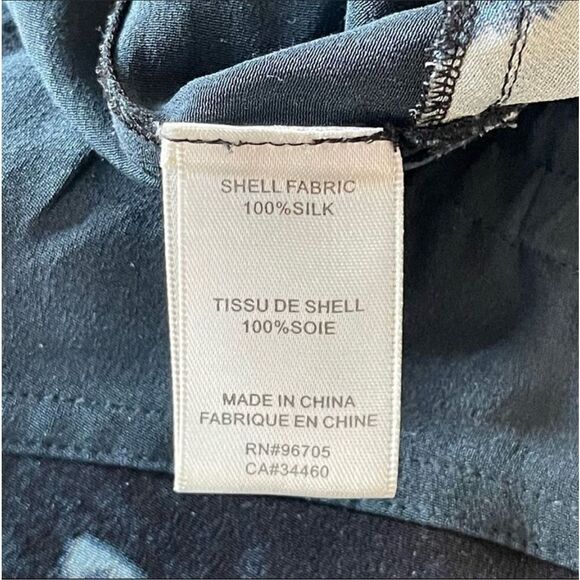 SHELL FABRIC
100%SILK
TISSU DE SHELL
100%SOIE
MADE IN CHINA
FABRIQUE EN CHINE
RN#96705
CA#34460